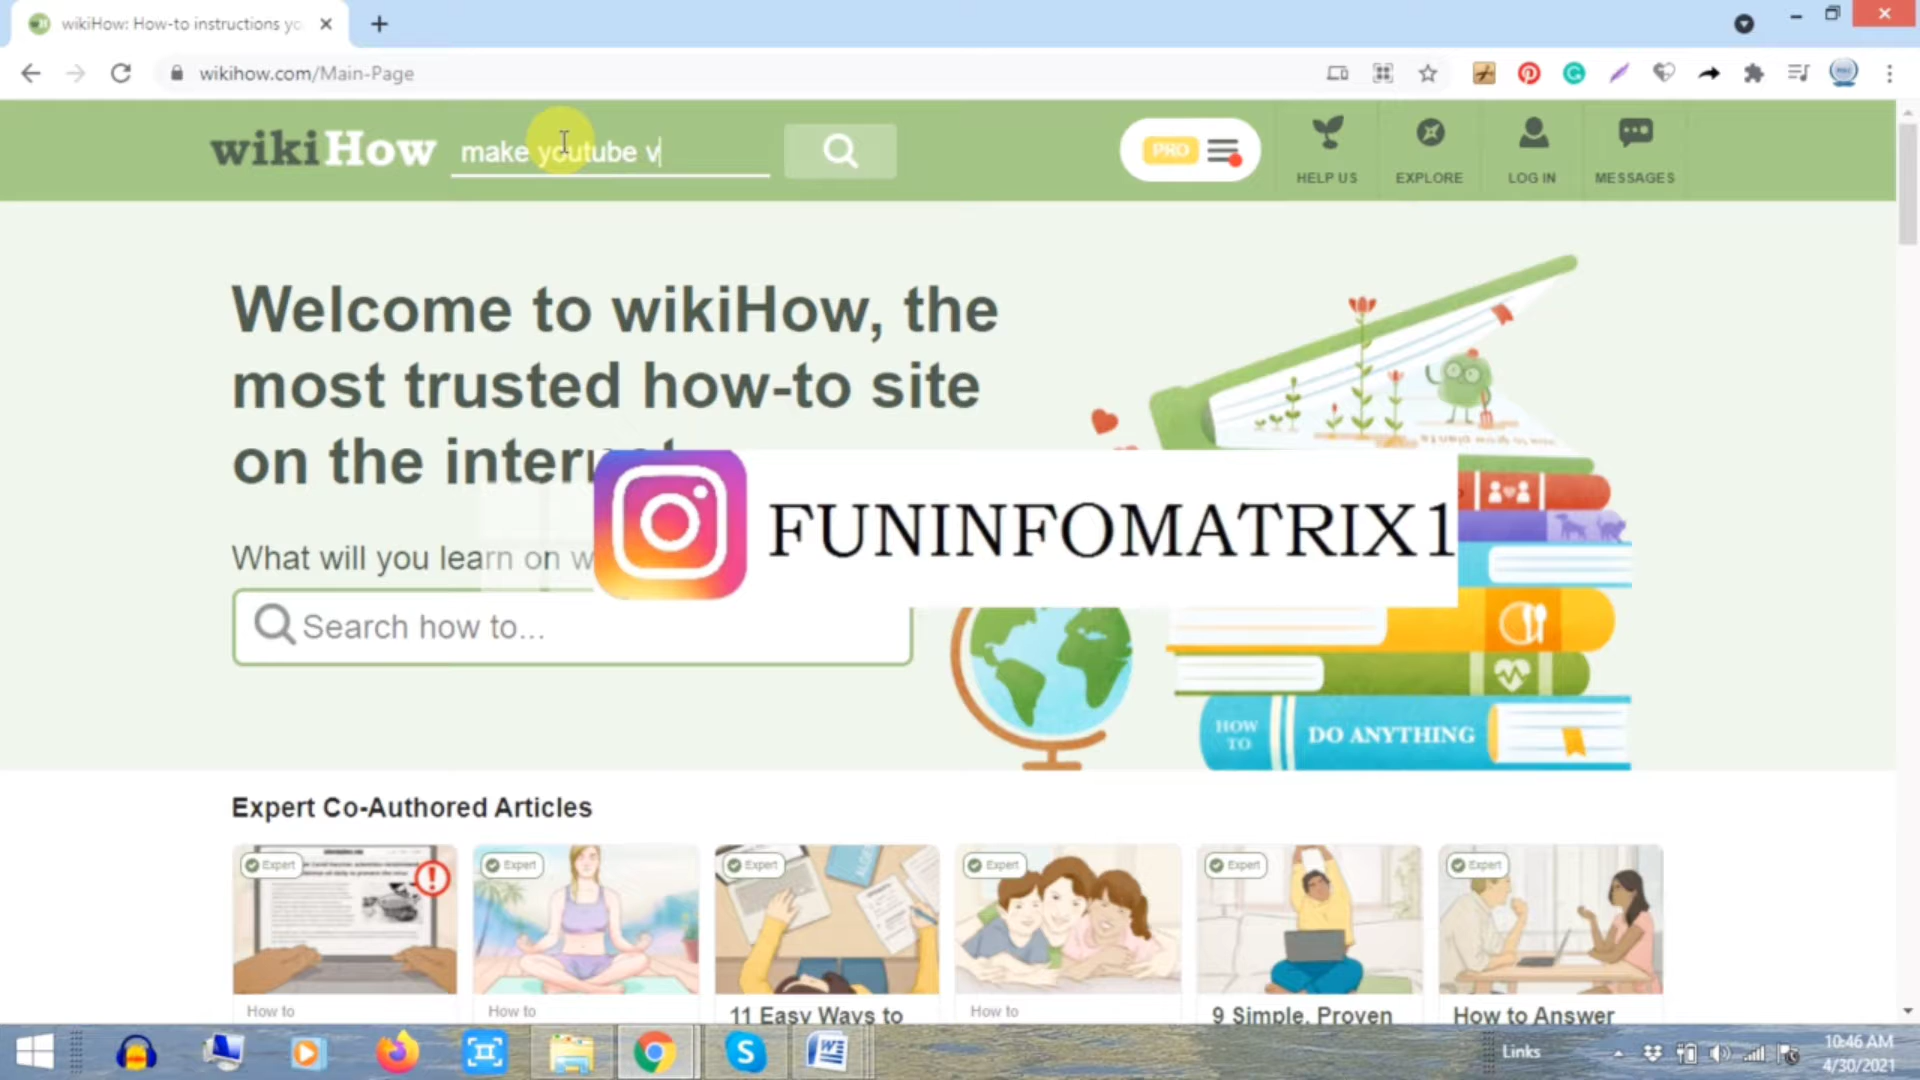 wikiHow: How-to instructions yo
wikihow.com/Main-Page
wikiHow
make youtube v
PRO
HELP US
EXPLORE
LOG IN
MESSAGES
Welcome to wikiHow, the
most trusted how-to site
on the internet
What will you learn on w
FUNINFOMATRIX1
Search how to...
HOW TO
DO ANYTHING
Expert Co-Authored Articles
Expert
Expert
Expert
Expert
Expert
Expert
How to
How to
11 Easy Ways to
How to
9 Simple, Proven
How to Answer
Links
10:46 AM
4/30/2021